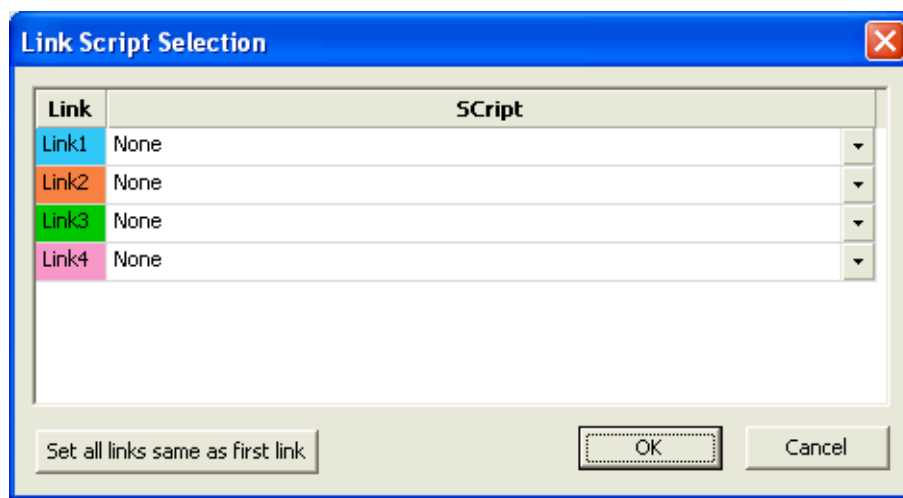 Link Script Selection
Link SCript
Link1 None
Link2 None
Link3 None
Link4 None
Set all links same as first link OK Cancel